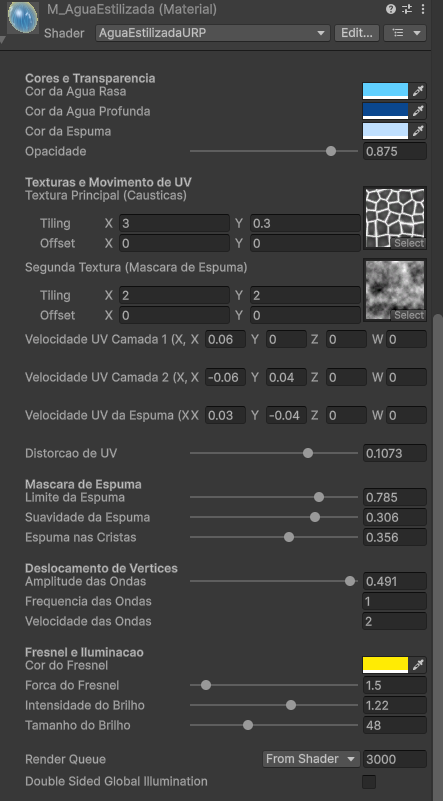 M_AguaEstilizada (Material)
Shader AguaEstilizadaURP Edit...
Cores e Transparencia
Cor da Agua Rasa
Cor da Agua Profunda
Cor da Espuma
Opacidade 0.875
Texturas e Movimento de UV
Textura Principal (Causticas)
Tiling X 3 Y 0.3
Offset X 0 Y 0
Select
Segunda Textura (Mascara de Espuma)
Tiling X 2 Y 2
Offset X 0 Y 0
Select
Velocidade UV Camada 1 (X, X 0.06 Y 0 Z 0 W 0
Velocidade UV Camada 2 (X, X -0.06 Y 0.04 Z 0 W 0
Velocidade UV da Espuma (X X 0.03 Y -0.04 Z 0 W 0
Distorcao de UV 0.1073
Mascara de Espuma
Limite da Espuma 0.785
Suavidade da Espuma 0.306
Espuma nas Cristas 0.356
Deslocamento de Vertices
Amplitude das Ondas 0.491
Frequencia das Ondas 1
Velocidade das Ondas 2
Fresnel e Iluminacao
Cor do Fresnel
Forca do Fresnel 1.5
Intensidade do Brilho 1.22
Tamanho do Brilho 48
Render Queue From Shader 3000
Double Sided Global Illumination